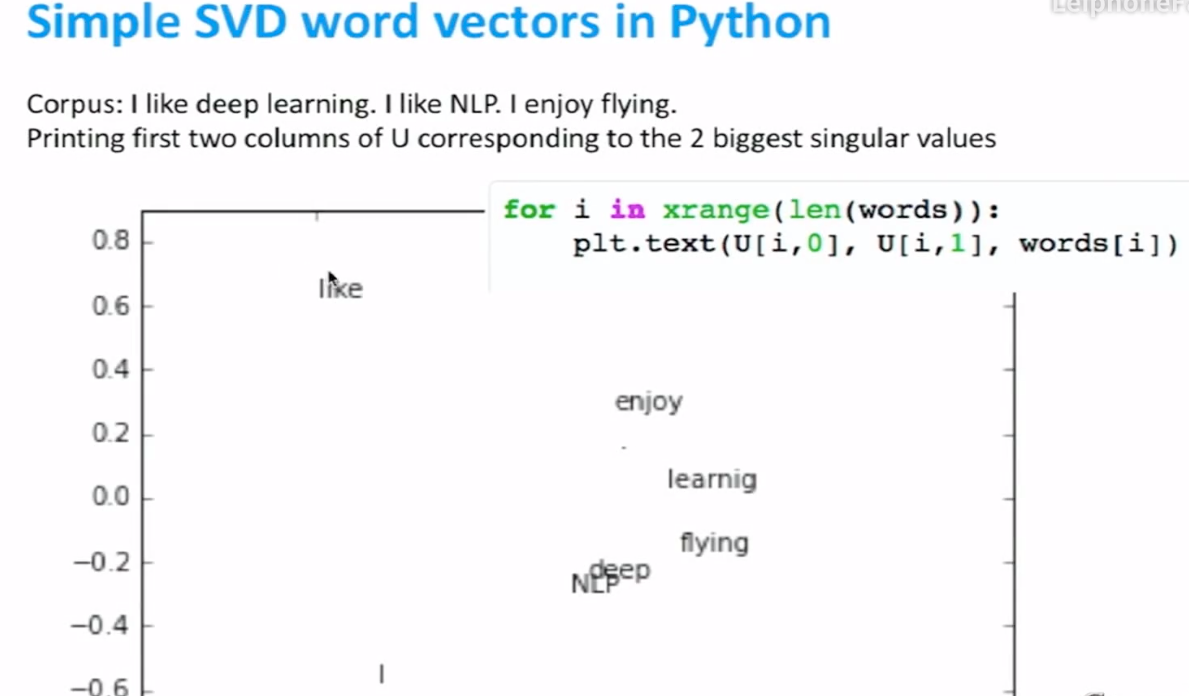 Simple SVD word vectors in Python
Corpus: I like deep learning. I like NLP. I enjoy flying.
Printing first two columns of U corresponding to the 2 biggest singular values
for i in xrange(len(words)):
plt.text(U[i,0], U[i,1], words[i])
0.8
like
0.6
0.4
enjoy
0.2
.
learnig
0.0
flying
−0.2
deep
NLP
−0.4
I
−0.6